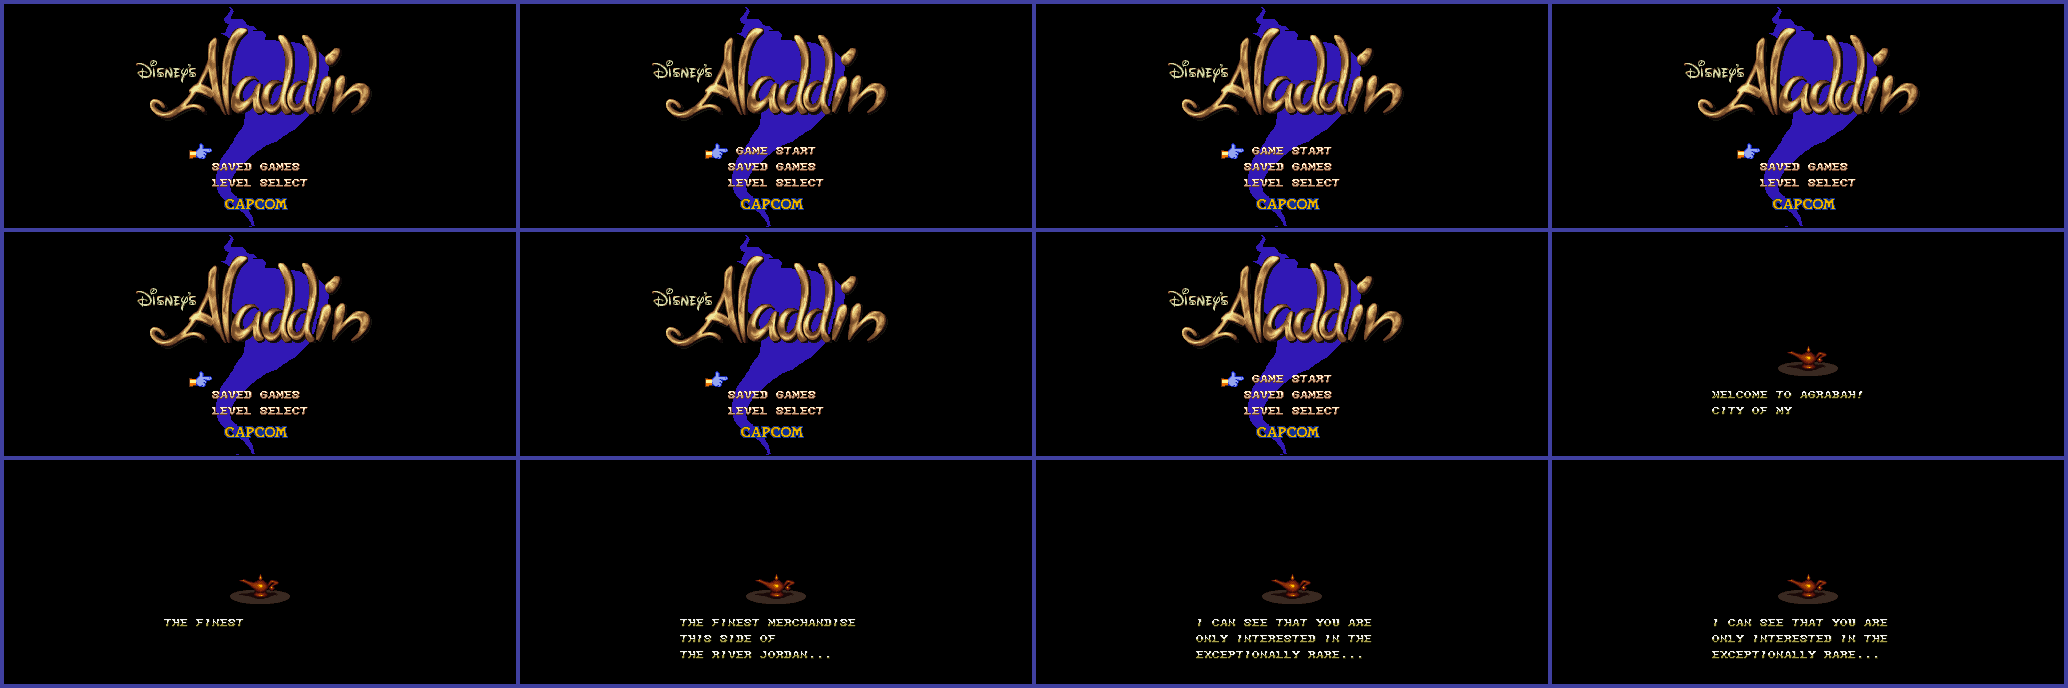 Disney's
Aladdin
SAVED GAMES
LEVEL SELECT
CAPCOM
Disney's
Aladdin
GAME START
SAVED GAMES
LEVEL SELECT
CAPCOM
Disney's
Aladdin
GAME START
SAVED GAMES
LEVEL SELECT
CAPCOM
Disney's
Aladdin
SAVED GAMES
LEVEL SELECT
CAPCOM
Disney's
Aladdin
SAVED GAMES
LEVEL SELECT
CAPCOM
Disney's
Aladdin
SAVED GAMES
LEVEL SELECT
CAPCOM
Disney's
Aladdin
GAME START
SAVED GAMES
LEVEL SELECT
CAPCOM
WELCOME TO AGRABAH!
CITY OF MY
THE FINEST
THE FINEST MERCHANDISE
THIS SIDE OF
THE RIVER JORDAN...
I CAN SEE THAT YOU ARE
ONLY INTERESTED IN THE
EXCEPTIONALLY RARE...
I CAN SEE THAT YOU ARE
ONLY INTERESTED IN THE
EXCEPTIONALLY RARE...